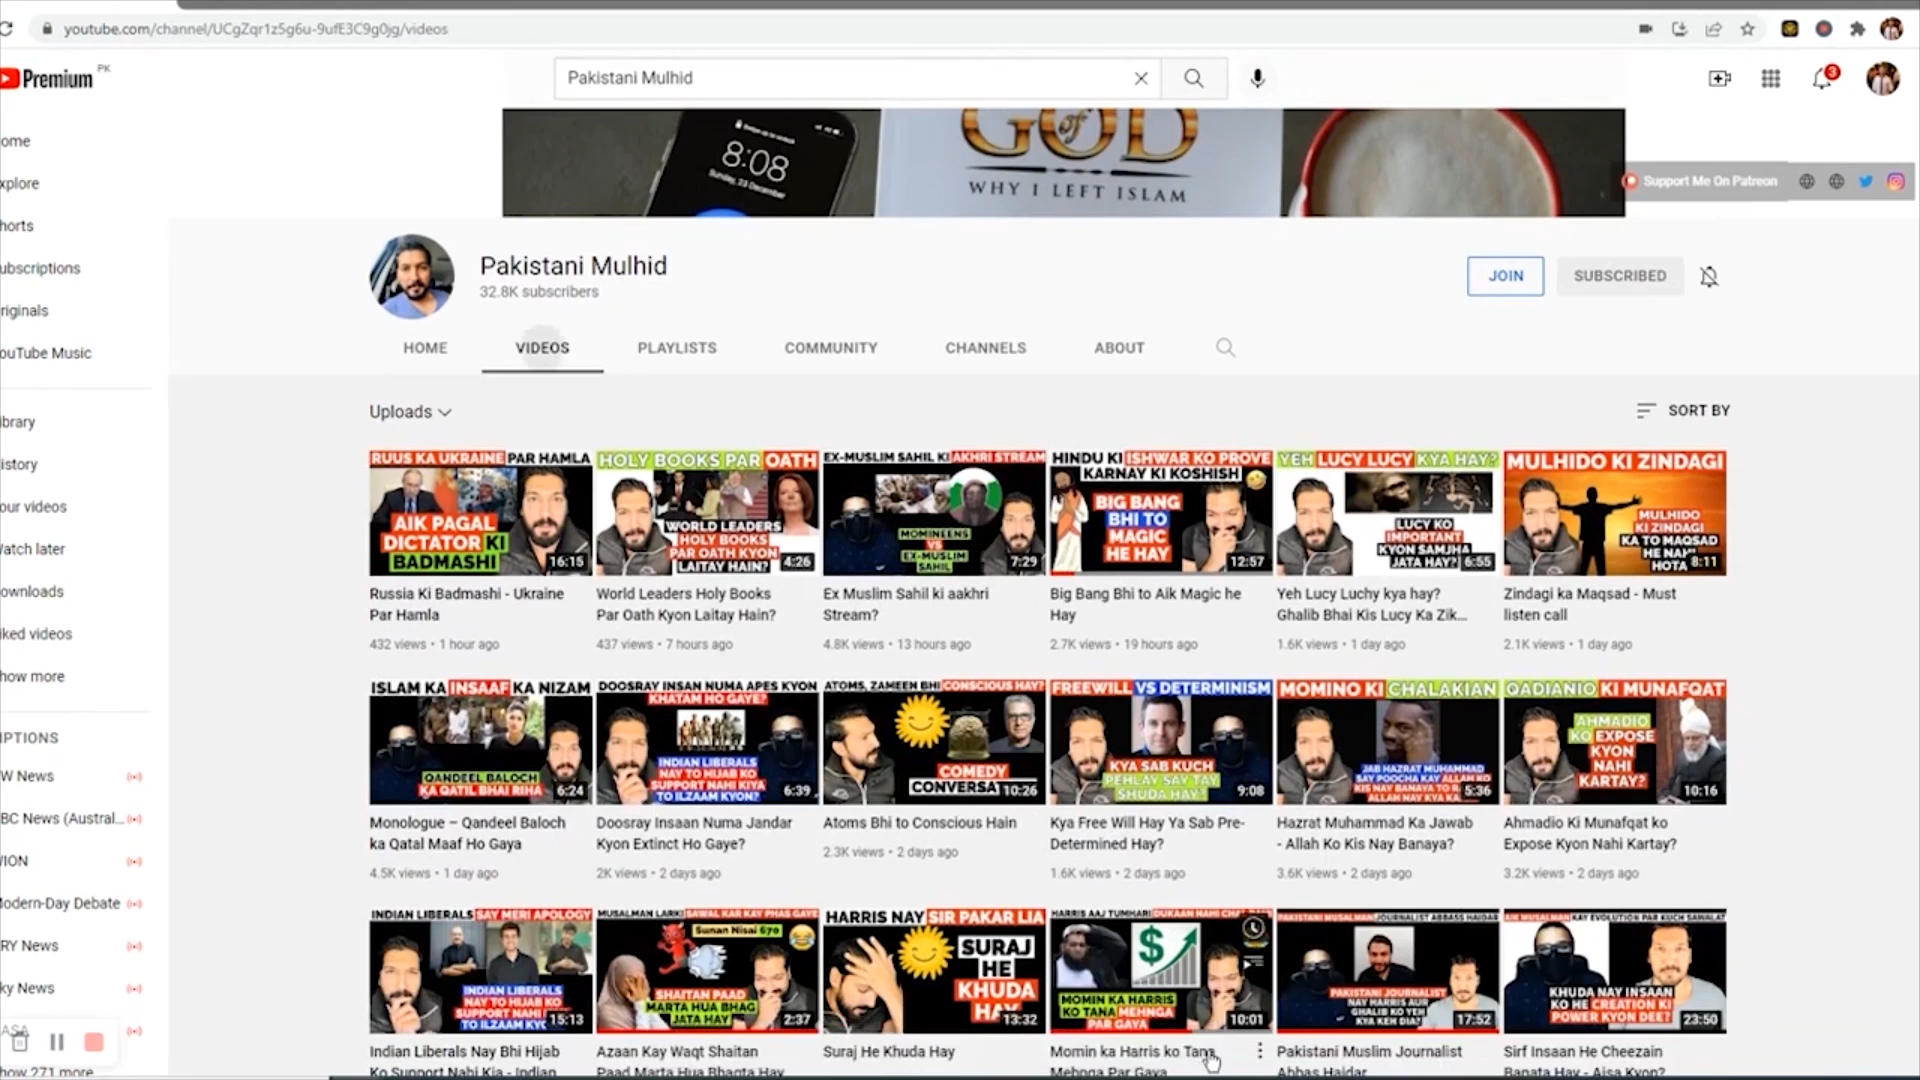 youtube.com/channel/UCgZqr1z5g6u-9ufE3C9g0jg/videos
Premium PK
Pakistani Mulhid
3
8:08
Sunday, 23 December
GOD
of
WHY I LEFT ISLAM
Support Me On Patreon
Pakistani Mulhid
32.8K subscribers
JOIN
SUBSCRIBED
HOME
VIDEOS
PLAYLISTS
COMMUNITY
CHANNELS
ABOUT
ome
xplore
horts
ubscriptions
riginals
ouTube Music
ibrary
istory
our videos
atch later
ownloads
iked videos
how more
IPTIONS
W News
BC News (Austral...
ION
odern-Day Debate
RY News
ky News
how 271 more
Uploads
SORT BY
RUUS KA UKRAINE PAR HAMLA
AIK PAGAL
DICTATOR KI
BADMASHI
16:15
Russia Ki Badmashi - Ukraine
Par Hamla
432 views • 1 hour ago
HOLY BOOKS PAR OATH
WORLD LEADERS
HOLY BOOKS
PAR OATH KYON
LAITAY HAIN?
4:26
World Leaders Holy Books
Par Oath Kyon Laitay Hain?
437 views • 7 hours ago
EX-MUSLIM SAHIL KI AKHRI STREAM
MOMINEENS
VS
EX-MUSLIM
SAHIL
7:29
Ex Muslim Sahil ki aakhri
Stream?
4.8K views • 13 hours ago
HINDU KI ISHWAR KO PROVE
KARNAY KI KOSHISH
BIG BANG
BHI TO
MAGIC
HE HAY
12:57
Big Bang Bhi to Aik Magic he
Hay
2.7K views • 19 hours ago
YEH LUCY LUCY KYA HAY?
LUCY KO
IMPORTANT
KYON SAMJHA
JATA HAY?
6:55
Yeh Lucy Luchy kya hay?
Ghalib Bhai Kis Lucy Ka Zik...
1.6K views • 1 day ago
MULHIDO KI ZINDAGI
MULHIDO
KI ZINDAGI
KA TO MAQSAD
HE NAHI
HOTA
8:11
Zindagi ka Maqsad - Must
listen call
2.1K views • 1 day ago
ISLAM KA INSAAF KA NIZAM
QANDEEL BALOCH
KA QATIL BHAI RIHA
6:24
Monologue – Qandeel Baloch
ka Qatal Maaf Ho Gaya
4.5K views • 1 day ago
DOOSRAY INSAN NUMA APES KYON
KHATAM HO GAYE?
INDIAN LIBERALS
NAY TO HIJAB KO
SUPPORT NAHI KIYA
TO ILZAAM KYON?
6:39
Doosray Insaan Numa Jandar
Kyon Extinct Ho Gaye?
2K views • 2 days ago
ATOMS, ZAMEEN BHI CONSCIOUS HAY?
COMEDY
CONVERSAT
10:26
Atoms Bhi to Conscious Hain
2.3K views • 2 days ago
FREEWILL VS DETERMINISM
KYA SAB KUCH
PEHLAY SAY TAY
SHUDA HAY?
9:08
Kya Free Will Hay Ya Sab Pre-
Determined Hay?
1.6K views • 2 days ago
MOMINO KI CHALAKIAN
JAB HAZRAT MUHAMMAD
SAY POOCHA KAY ALLAH KO
KIS NAY BANAYA TO
ALLAH NAY KYA
5:36
Hazrat Muhammad Ka Jawab
- Allah Ko Kis Nay Banaya?
3.6K views • 2 days ago
QADIANIO KI MUNAFQAT
AHMADIO
KO EXPOSE
KYON
NAHI
KARTAY?
10:16
Ahmadio Ki Munafqat ko
Expose Kyon Nahi Kartay?
3.2K views • 2 days ago
INDIAN LIBERALS SAY MERI APOLOGY
INDIAN LIBERALS
NAY TO HIJAB KO
SUPPORT NAHI
TO ILZAAM KYO
15:13
Indian Liberals Nay Bhi Hijab
Ko Support Nahi Kia - Indian
MUSALMAN LARKI SAWAL KAR KAY PHAS GAYE
Sunan Nisai 670
SHAITAN PAAD
MARTA HUA BHAG
JATA HAY
2:37
Azaan Kay Waqt Shaitan
Paad Marta Hua Bhagta Hay
HARRIS NAY SIR PAKAR LIA
SURAJ
HE
KHUDA
HAY
13:32
Suraj He Khuda Hay
HARRIS AAJ TUMHARI DUKAAN NAHI
$
MOMIN KA HARRIS
KO TANA MEHNGA
PAR GAYA
10:01
Momin ka Harris ko Tana
Mehnga Par Gaya
PAKISTANI MUSALMAN JOURNALIST ABBASS HAIDAR
PAKISTANI JOURNALIST
NAY HARRIS AUR
GHALIB KO YEH
KYA KEH DIA?
17:52
Pakistani Muslim Journalist
Abbas Haidar
AIK MUSALMAN KAY EVOLUTION PAR KUCH SAWALAT
KHUDA NAY INSAAN
KO HE CREATION KI
POWER KYON DEE?
23:50
Sirf Insaan He Cheezain
Banata Hay - Aisa Kyon?